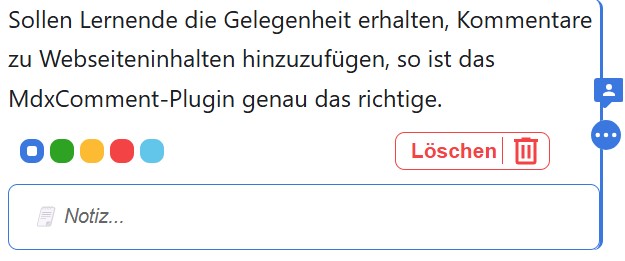 Sollen Lernende die Gelegenheit erhalten, Kommentare
zu Webseiteninhalten hinzuzufügen, so ist das
MdxComment-Plugin genau das richtige.
Löschen
Notiz...